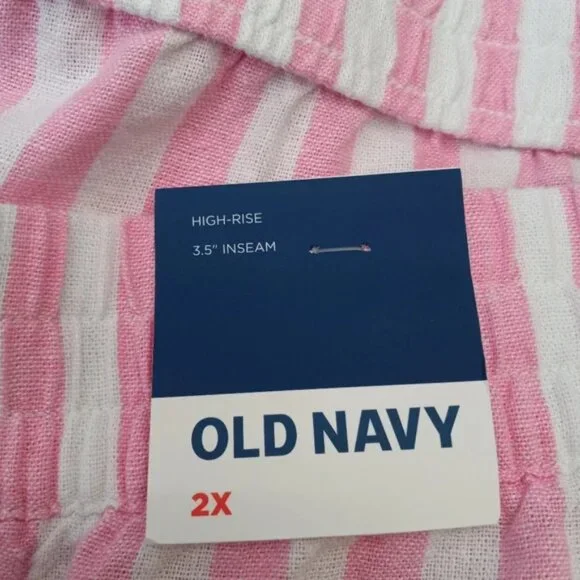 HIGH-RISE
3.5" INSEAM
OLD NAVY
2X